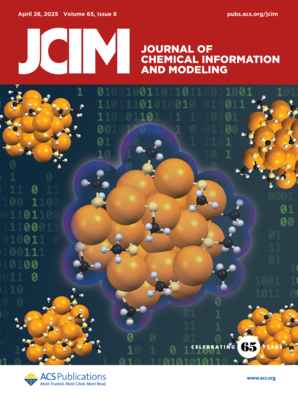 April 28, 2025 Volume 65, Issue 8
pubs.acs.org/jcim
JCIM
JOURNAL OF
CHEMICAL INFORMATION
AND MODELING
CELEBRATING 65 YEARS
ACS Publications
Most Trusted. Most Cited. Most Read.
www.acs.org